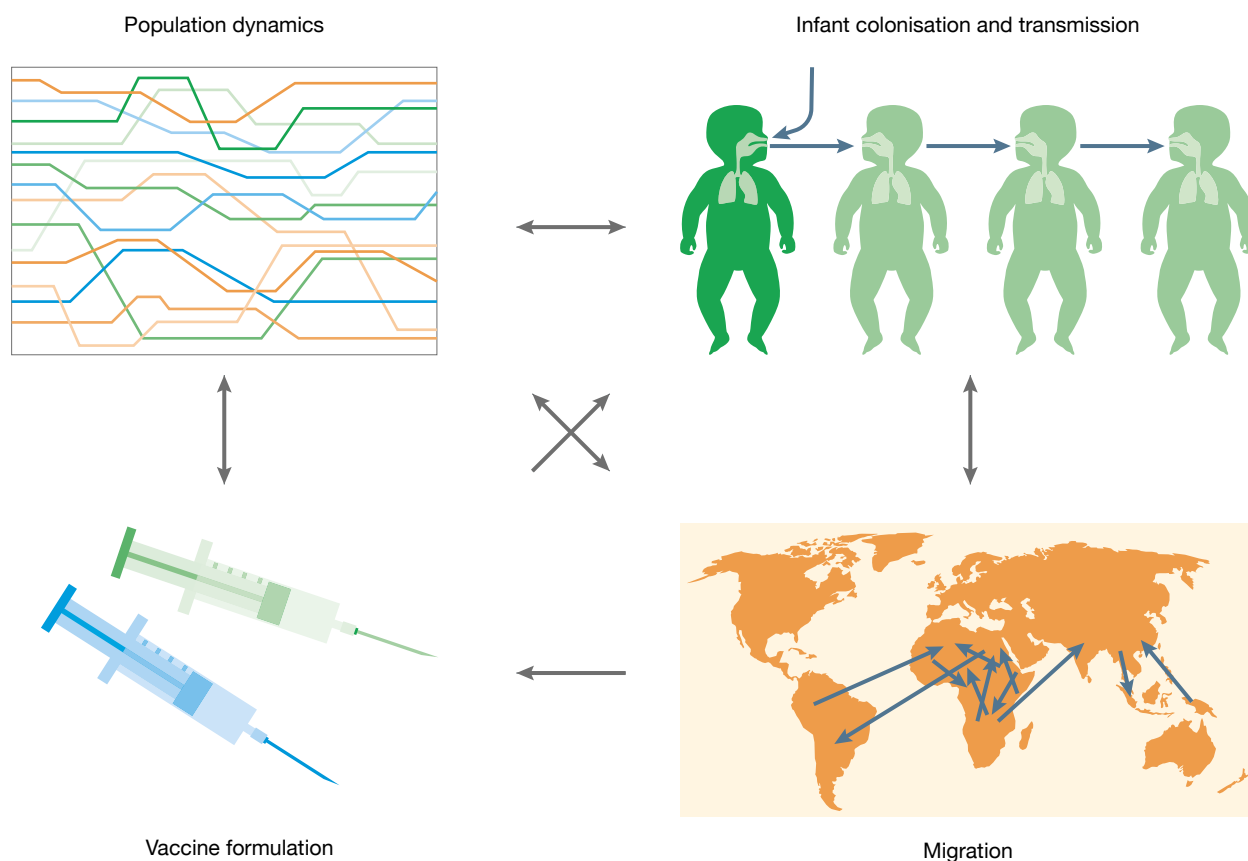 Population dynamics
Infant colonisation and transmission
Vaccine formulation
Migration